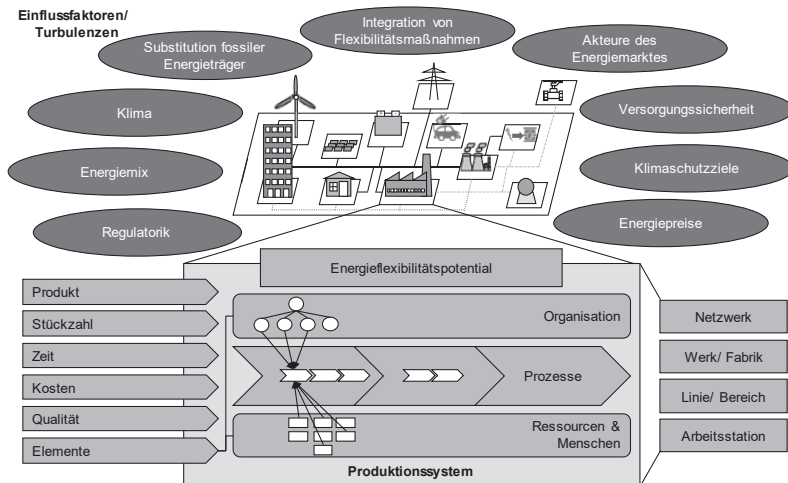 Einflussfaktoren/
Turbulenzen
Integration von
Flexibilitätsmaßnahmen
Substitution fossiler
Energieträger
Akteure des
Energiemarktes
Klima
Versorgungssicherheit
Energiemix
Klimaschutzziele
Regulatorik
Energiepreise
Energieflexibilitätspotential
Produkt
Stückzahl
Zeit
Kosten
Qualität
Elemente
Organisation
Prozesse
Ressourcen &
Menschen
Produktionssystem
Netzwerk
Werk/ Fabrik
Linie/ Bereich
Arbeitsstation